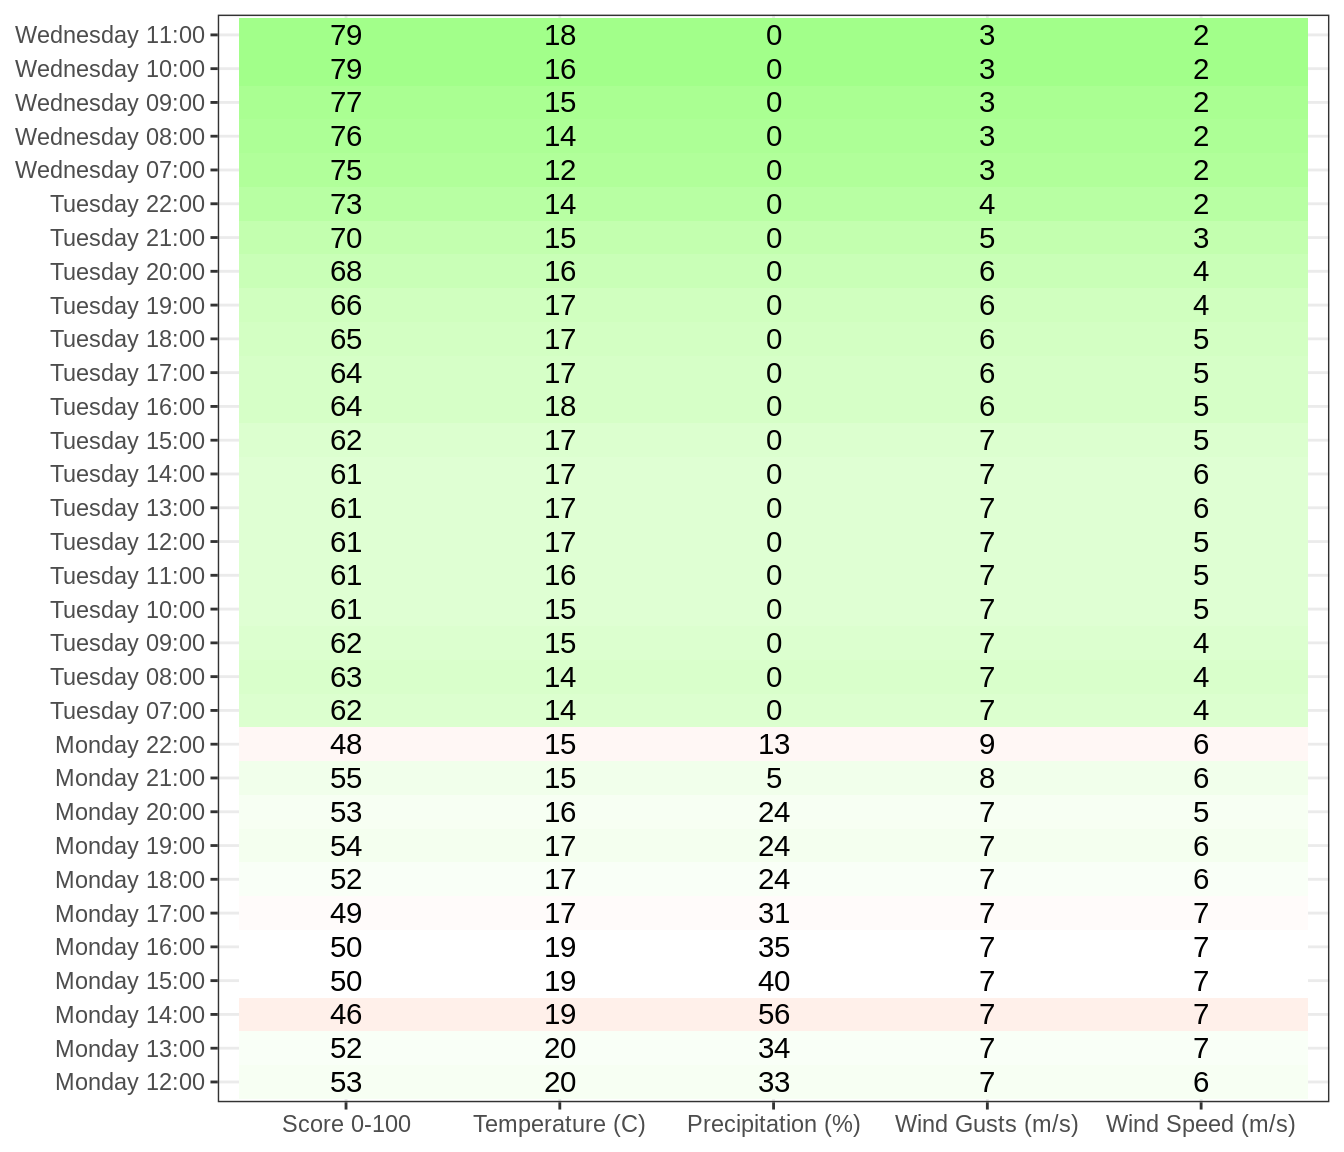 Wednesday 11:00 79 18 0 3 2
Wednesday 10:00 79 16 0 3 2
Wednesday 09:00 77 15 0 3 2
Wednesday 08:00 76 14 0 3 2
Wednesday 07:00 75 12 0 3 2
Tuesday 22:00 73 14 0 4 2
Tuesday 21:00 70 15 0 5 3
Tuesday 20:00 68 16 0 6 4
Tuesday 19:00 66 17 0 6 4
Tuesday 18:00 65 17 0 6 5
Tuesday 17:00 64 17 0 6 5
Tuesday 16:00 64 18 0 6 5
Tuesday 15:00 62 17 0 7 5
Tuesday 14:00 61 17 0 7 6
Tuesday 13:00 61 17 0 7 6
Tuesday 12:00 61 17 0 7 5
Tuesday 11:00 61 16 0 7 5
Tuesday 10:00 61 15 0 7 5
Tuesday 09:00 62 15 0 7 4
Tuesday 08:00 63 14 0 7 4
Tuesday 07:00 62 14 0 7 4
Monday 22:00 48 15 13 9 6
Monday 21:00 55 15 5 8 6
Monday 20:00 53 16 24 7 5
Monday 19:00 54 17 24 7 6
Monday 18:00 52 17 24 7 6
Monday 17:00 49 17 31 7 7
Monday 16:00 50 19 35 7 7
Monday 15:00 50 19 40 7 7
Monday 14:00 46 19 56 7 7
Monday 13:00 52 20 34 7 7
Monday 12:00 53 20 33 7 6
Score 0-100 Temperature (C) Precipitation (%) Wind Gusts (m/s) Wind Speed (m/s)